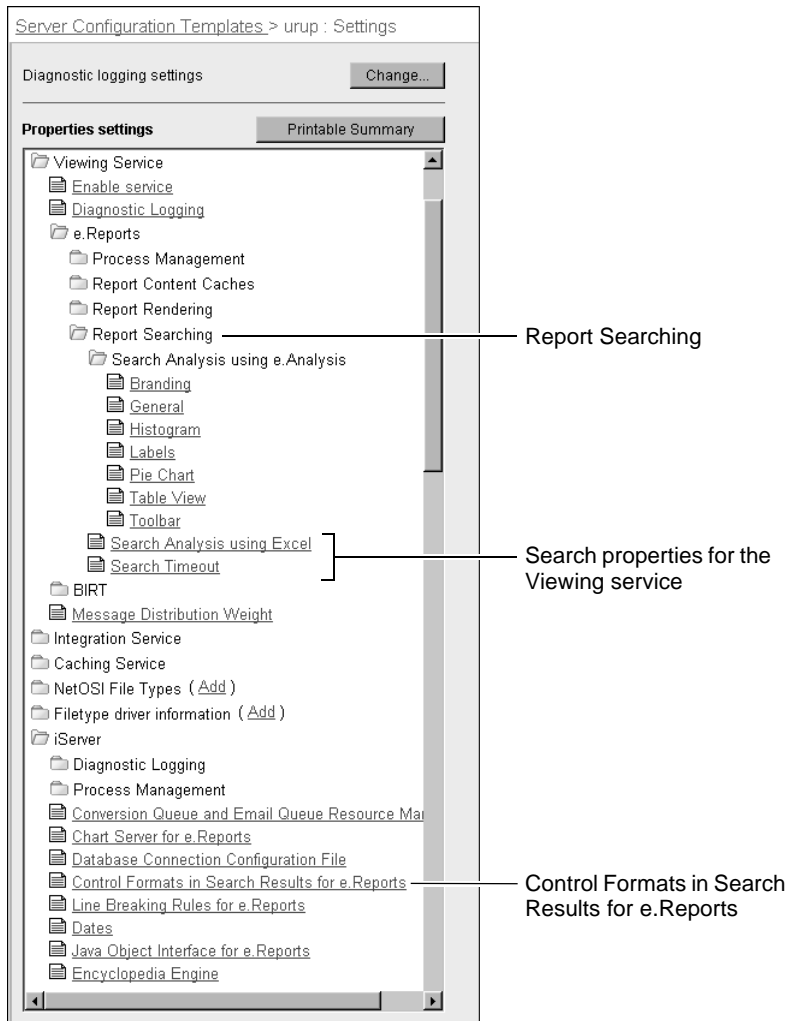 Server Configuration Templates > urup : Settings
Diagnostic logging settings
Change...
Properties settings
Printable Summary
Viewing Service
Enable service
Diagnostic Logging
e.Reports
Process Management
Report Content Caches
Report Rendering
Report Searching
Report Searching
Search Analysis using e.Analysis
Branding
General
Histogram
Labels
Pie Chart
Table View
Toolbar
Search Analysis using Excel
Search Timeout
Search properties for the
Viewing service
BIRT
Message Distribution Weight
Integration Service
Caching Service
NetOSI File Types ( Add )
Filetype driver information ( Add )
iServer
Diagnostic Logging
Process Management
Conversion Queue and Email Queue Resource Mar
Chart Server for e.Reports
Database Connection Configuration File
Control Formats in Search Results for e.Reports
Control Formats in Search
Results for e.Reports
Line Breaking Rules for e.Reports
Dates
Java Object Interface for e.Reports
Encyclopedia Engine